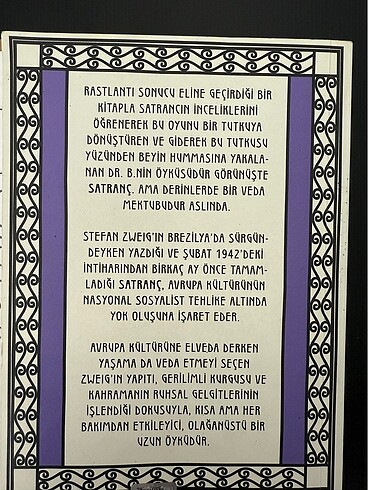 RASTLANTI SONUCU ELİNE GEÇİRDİĞİ BİR
KİTAPLA SATRANCIN İNCELİKLERİNİ
ÖĞRENEREK BU OYUNU BİR TUTKUYA
DÖNÜŞTÜREN VE GİDEREK BU TUTKUSU
YÜZÜNDEN BEYİN HUMMASINA YAKALA-
NAN DR. B.NİN ÖYKÜSÜDÜR GÖRÜNÜŞTE
SATRANÇ. AMA DERİNLERDE BİR VEDA
MEKTUBUDUR ASLINDA.
STEFAN ZWEIG'IN BREZİLYA'DA SÜRGÜN-
DEYKEN YAZDIĞI VE ŞUBAT 1942'DEKİ
İNTİHARINDAN BİRKAÇ AY ÖNCE TAMAM-
LADIĞI SATRANÇ, AVRUPA KÜLTÜRÜNÜN
NASYONAL SOSYALİST TEHLİKE ALTINDA
YOK OLUŞUNA İŞARET EDER.
AVRUPA KÜLTÜRÜNE ELVEDA DERKEN
YAŞAMA DA VEDA ETMEYİ SEÇEN
ZWEIG'IN YAPITI, GERİLİMLİ KURGUSU VE
KAHRAMANIN RUHSAL GELGİTLERİNİN
İŞLENDİĞİ DOKUSUYLA, KISA AMA HER
BAKIMDAN ETKİLEYİCİ, OLAĞANÜSTÜ BİR
UZUN ÖYKÜDÜR.